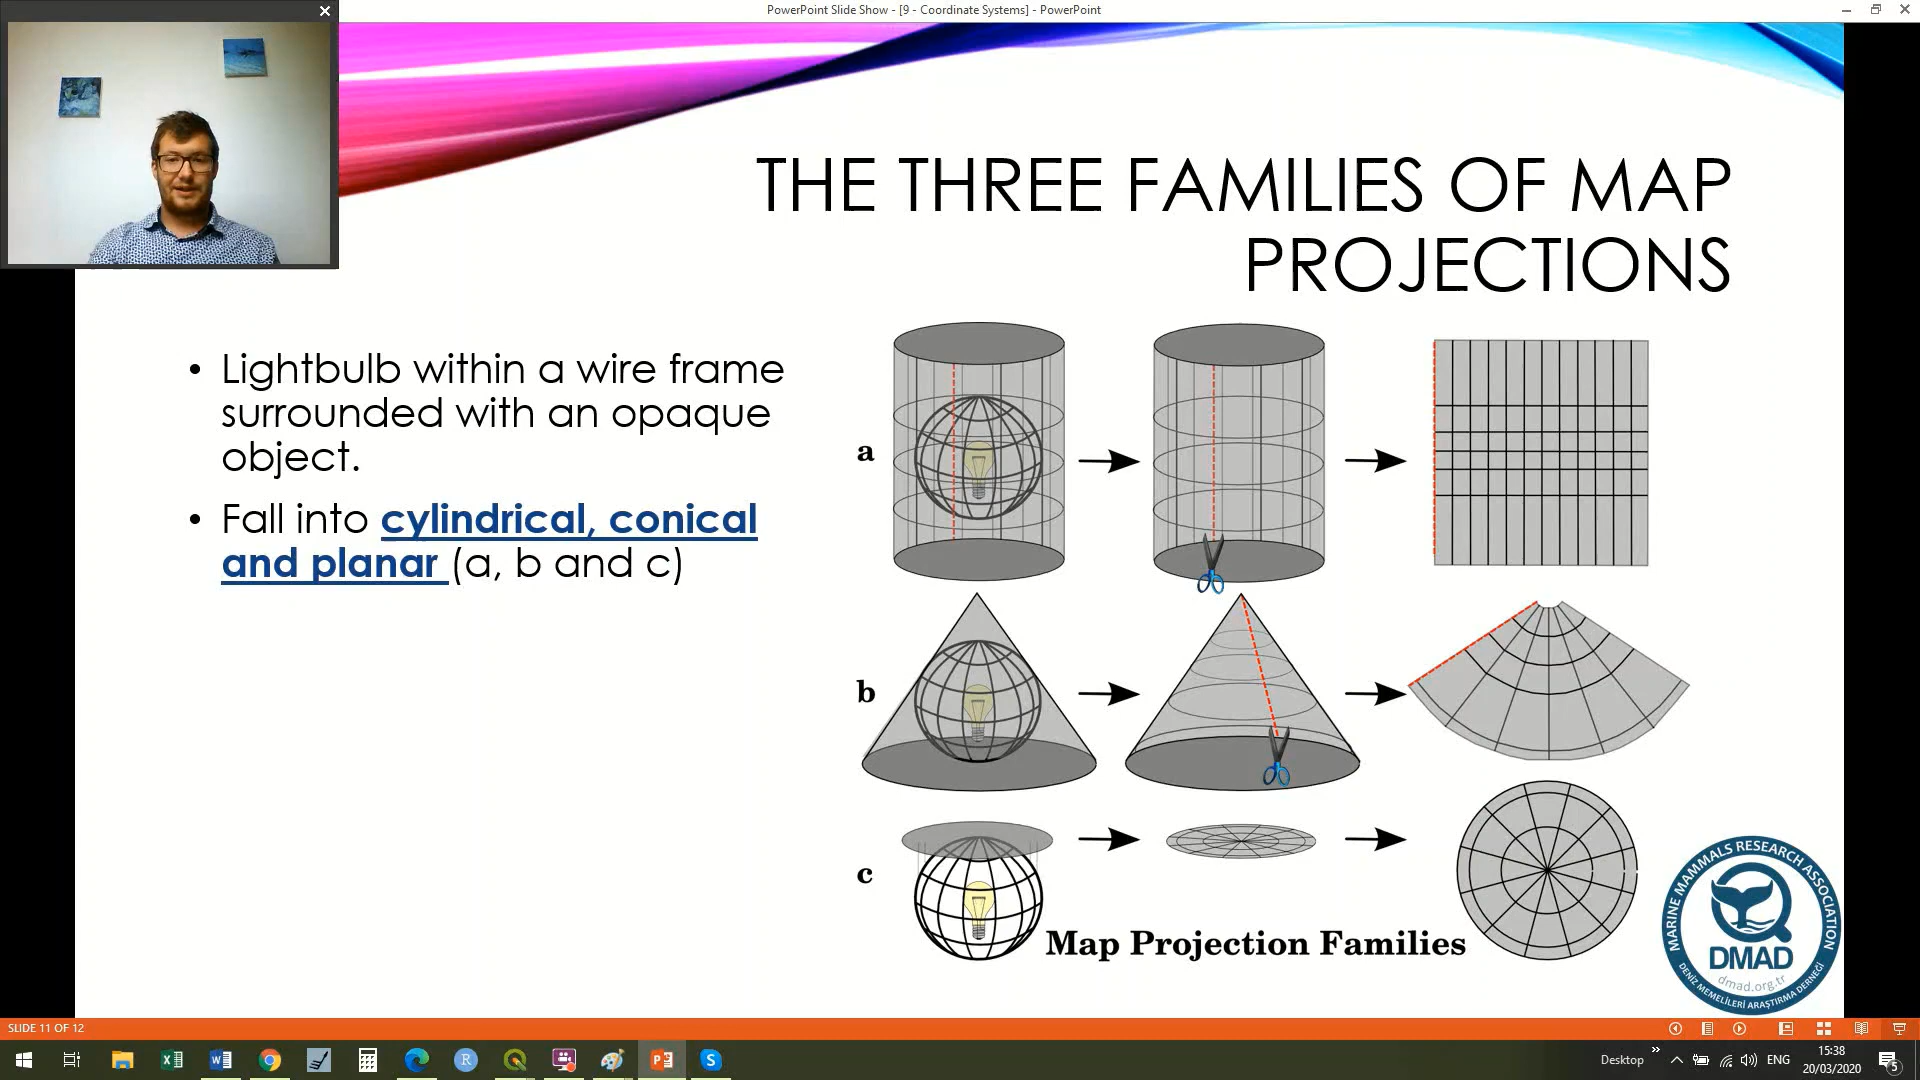 PowerPoint Slide Show - [9 - Coordinate Systems] - PowerPoint
THE THREE FAMILIES OF MAP
PROJECTIONS
• Lightbulb within a wire frame
surrounded with an opaque
object.
• Fall into cylindrical, conical
and planar (a, b and c)
a
b
c
Map Projection Families
MARINE MAMMALS RESEARCH ASSOCIATION
DMAD
dmad.org.tr
DENİZ MEMELİLERİ ARAŞTIRMA DERNEĞİ
SLIDE 11 OF 12
Desktop
ENG
15:38
20/03/2020
5